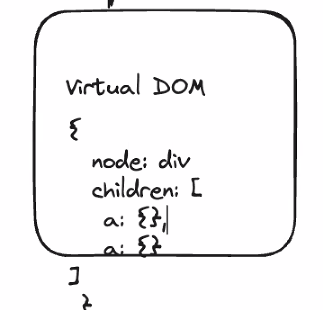 Virtual DOM
{
node: div
children: [
a: {},
a: {}
]
}